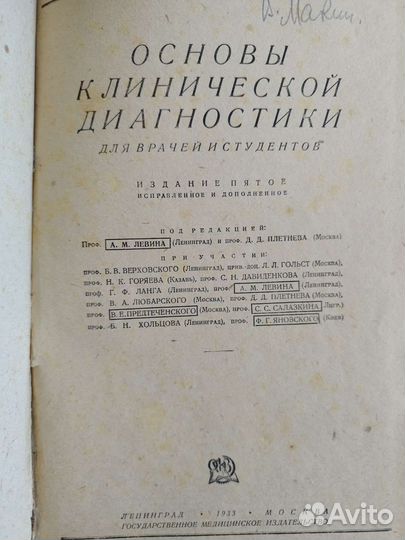 В. Макш.
ОСНОВЫ
КЛИНИЧЕСКОЙ
ДИАГНОСТИКИ
ДЛЯ ВРАЧЕЙ И СТУДЕНТОВ
ИЗДАНИЕ ПЯТОЕ
ИСПРАВЛЕННОЕ И ДОПОЛНЕННОЕ
ПОД РЕДАКЦИЕЙ:
Проф. А. М. ЛЕВИНА (Ленинград) и проф. Д. Д. ПЛЕТНЕВА (Москва)
ПРИ УЧАСТИИ:
проф. Б. В. ВЕРХОВСКОГО (Ленинград), прив.-доц. Л. Л. ГОЛЬСТ (Москва),
проф. Н. К. ГОРЯЕВА (Казань), проф. С. Н. ДАВИДЕНКОВА (Ленинград),
проф. Г. Ф. ЛАНГА (Ленинград), проф. А. М. ЛЕВИНА (Ленинград),
проф. В. А. ЛЮБАРСКОГО (Москва), проф. Д. Д. ПЛЕТНЕВА (Москва),
проф. В. Е. ПРЕДТЕЧЕНСКОГО (Москва), проф. С. С. САЛАЗКИНА (Лнгр.)
проф. Б. Н. ХОЛЬЦОВА (Ленинград), проф. Ф. Г. ЯНОВСКОГО (Киев)
ЛЕНИНГРАД • 1933 • МОСКВА
ГОСУДАРСТВЕННОЕ МЕДИЦИНСКОЕ ИЗДАТЕЛЬСТВО
Avito